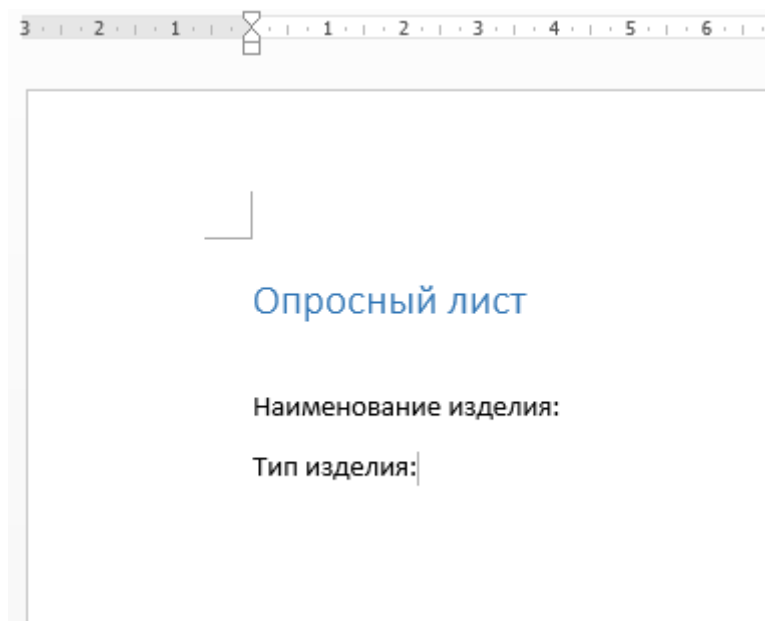 3 2 1 1 2 3 4 5 6
Опросный лист
Наименование изделия:
Тип изделия: